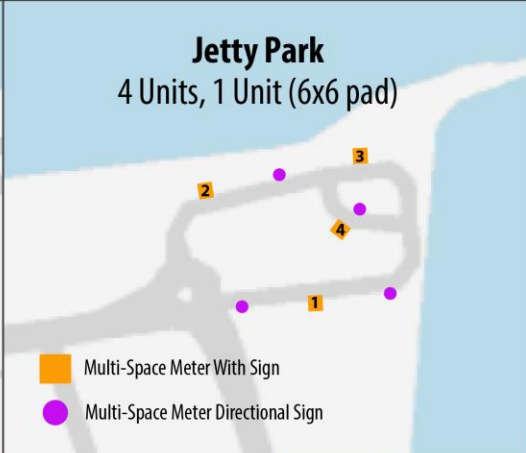 Jetty Park
4 Units, 1 Unit (6x6 pad)
3
2
4
1
Multi-Space Meter With Sign
Multi-Space Meter Directional Sign